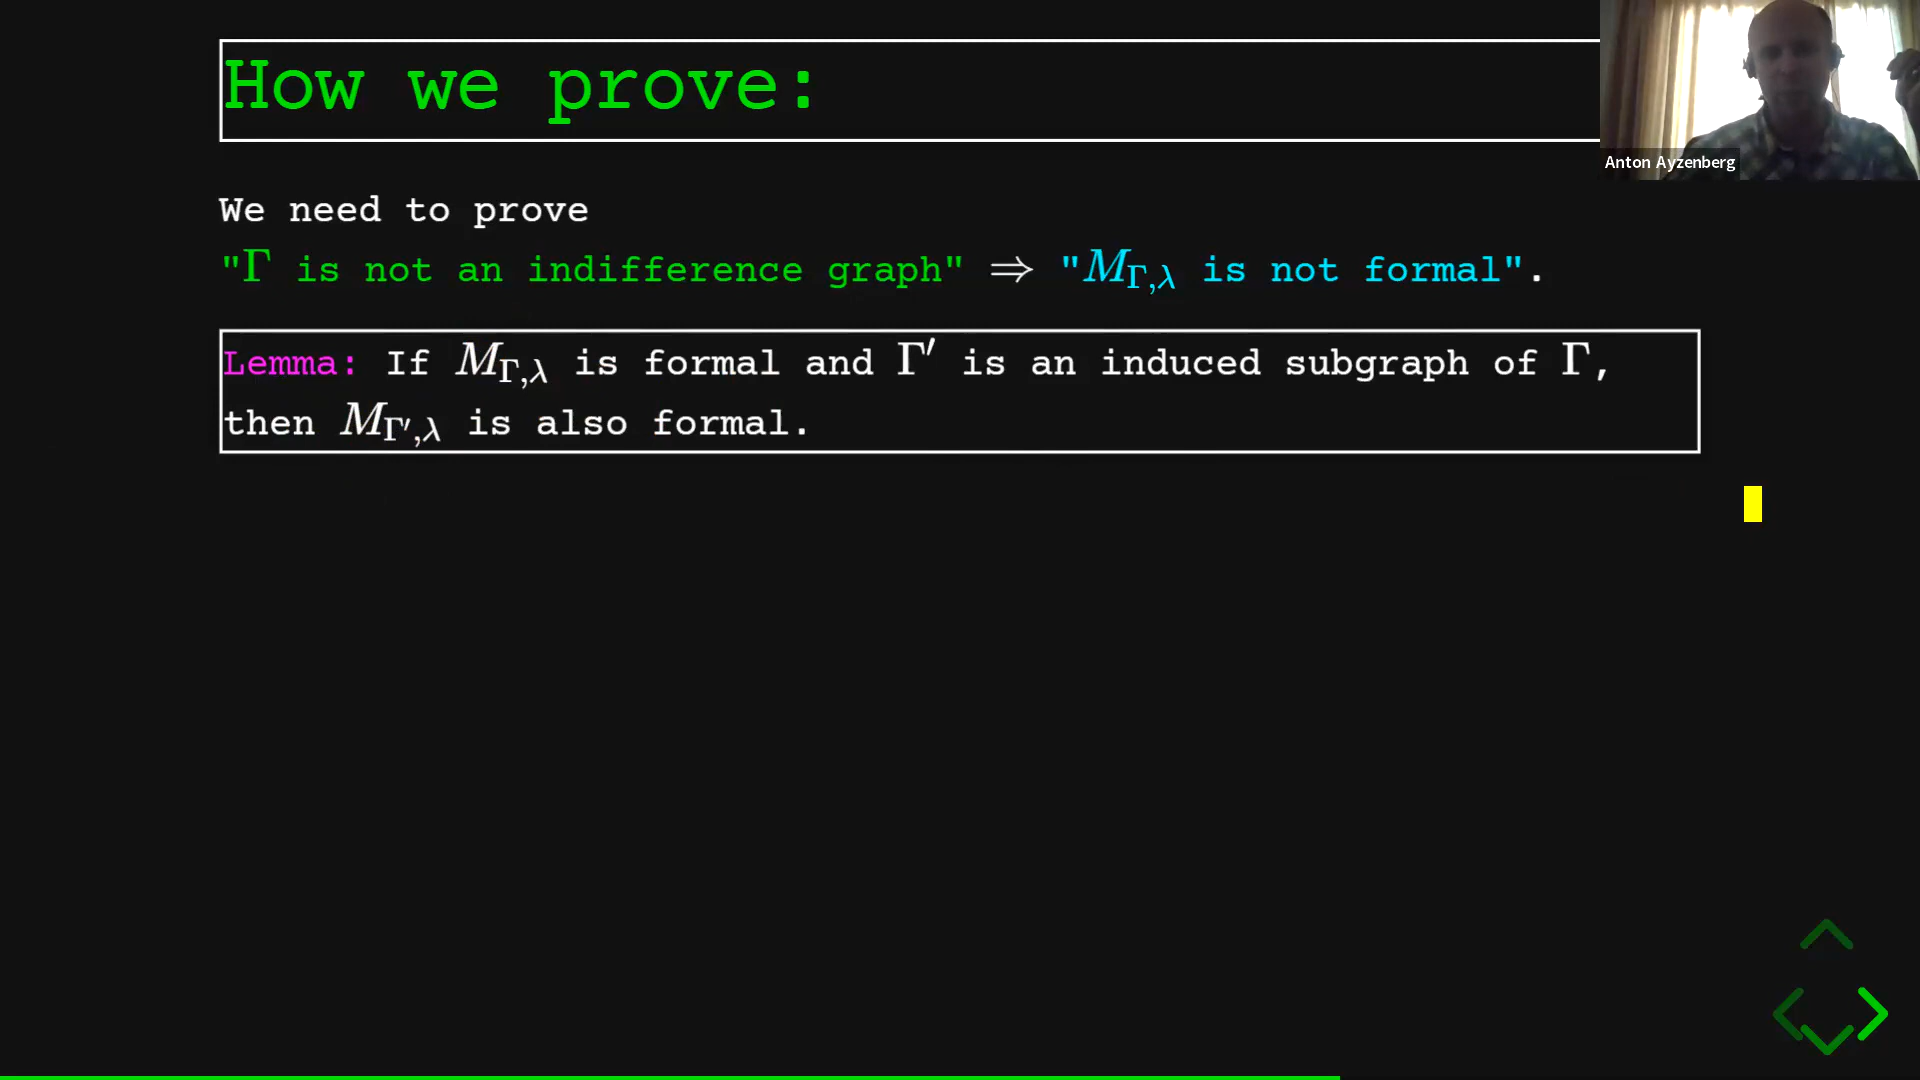 How we prove:
Anton Ayzenberg
We need to prove
"Γ is not an indifference graph" ⇒ "M_{Γ,λ} is not formal".
Lemma: If M_{Γ,λ} is formal and Γ′ is an induced subgraph of Γ,
then M_{Γ′,λ} is also formal.